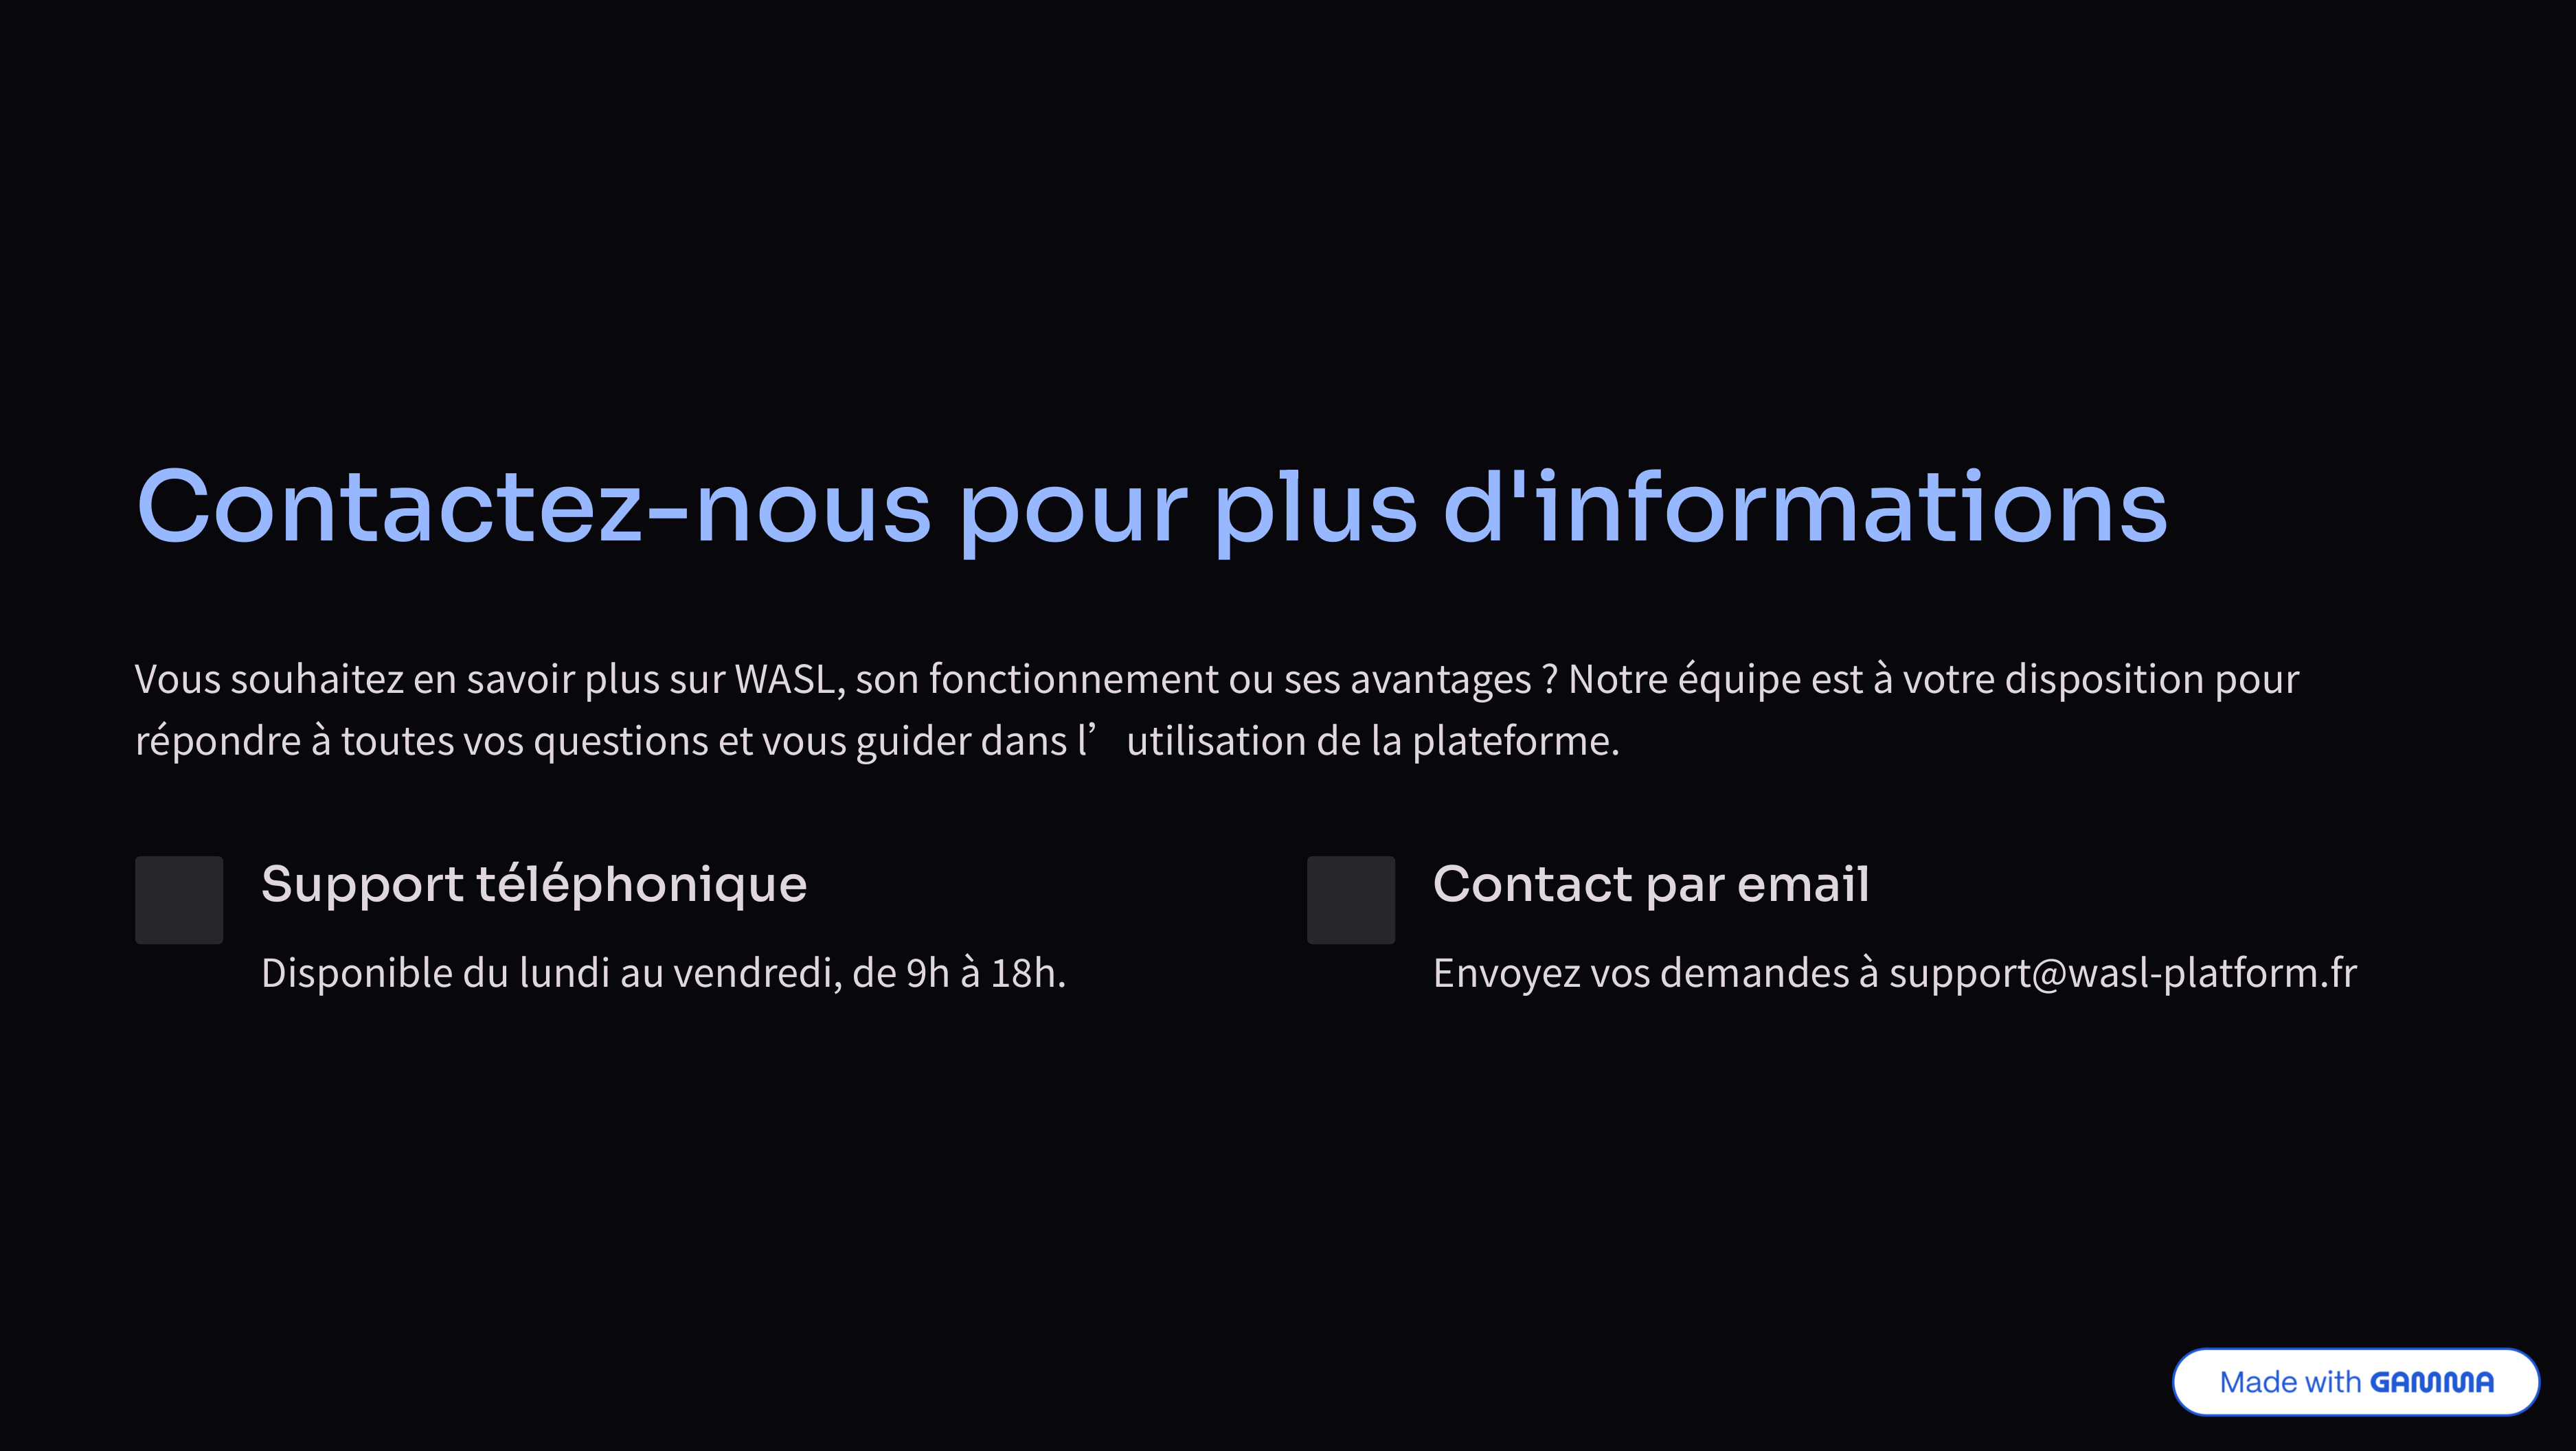 Contactez-nous pour plus d'informations
Vous souhaitez en savoir plus sur WASL, son fonctionnement ou ses avantages ? Notre équipe est à votre disposition pour
répondre à toutes vos questions et vous guider dans l’utilisation de la plateforme.
Support téléphonique
Disponible du lundi au vendredi, de 9h à 18h.
Contact par email
Envoyez vos demandes à support@wasl-platform.fr
Made with GAMMA